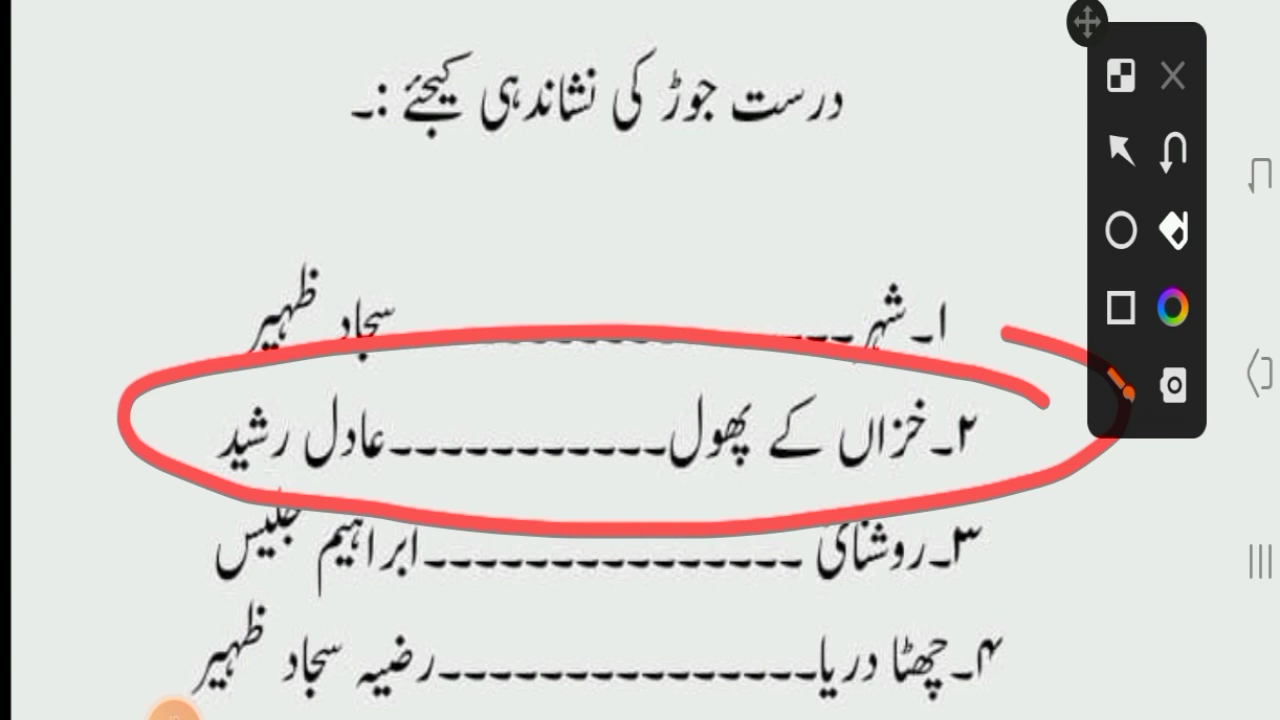 درست جوڑ کی نشاندہی کیجئے :۔
۱۔شہر۔۔۔۔۔۔۔۔۔۔۔۔۔۔۔۔۔۔سجاد ظہیر
۲۔خزاں کے پھول۔۔۔۔۔۔۔۔۔۔۔عادل رشید
۳۔روشنائی ۔۔۔۔۔۔۔۔۔۔۔۔۔۔۔ابراہیم جلیس
۴۔چھٹا دریا۔۔۔۔۔۔۔۔۔۔۔۔۔۔۔رضیہ سجاد ظہیر